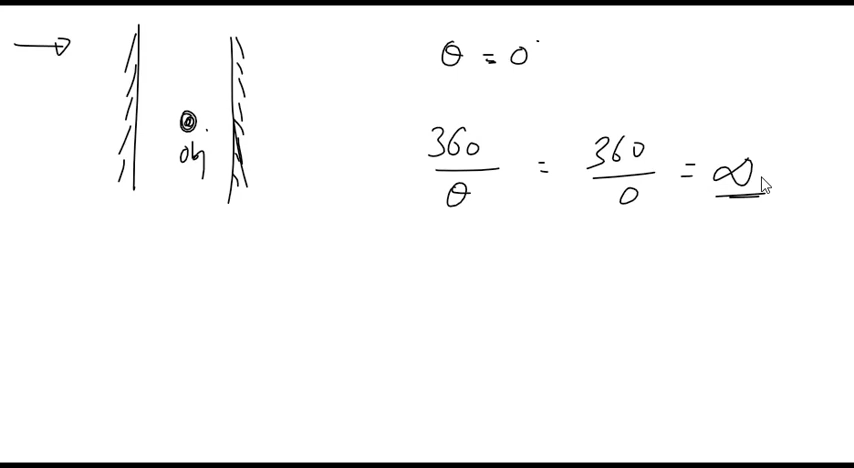 θ = 0°
360/θ = 360/0 = ∞
obj